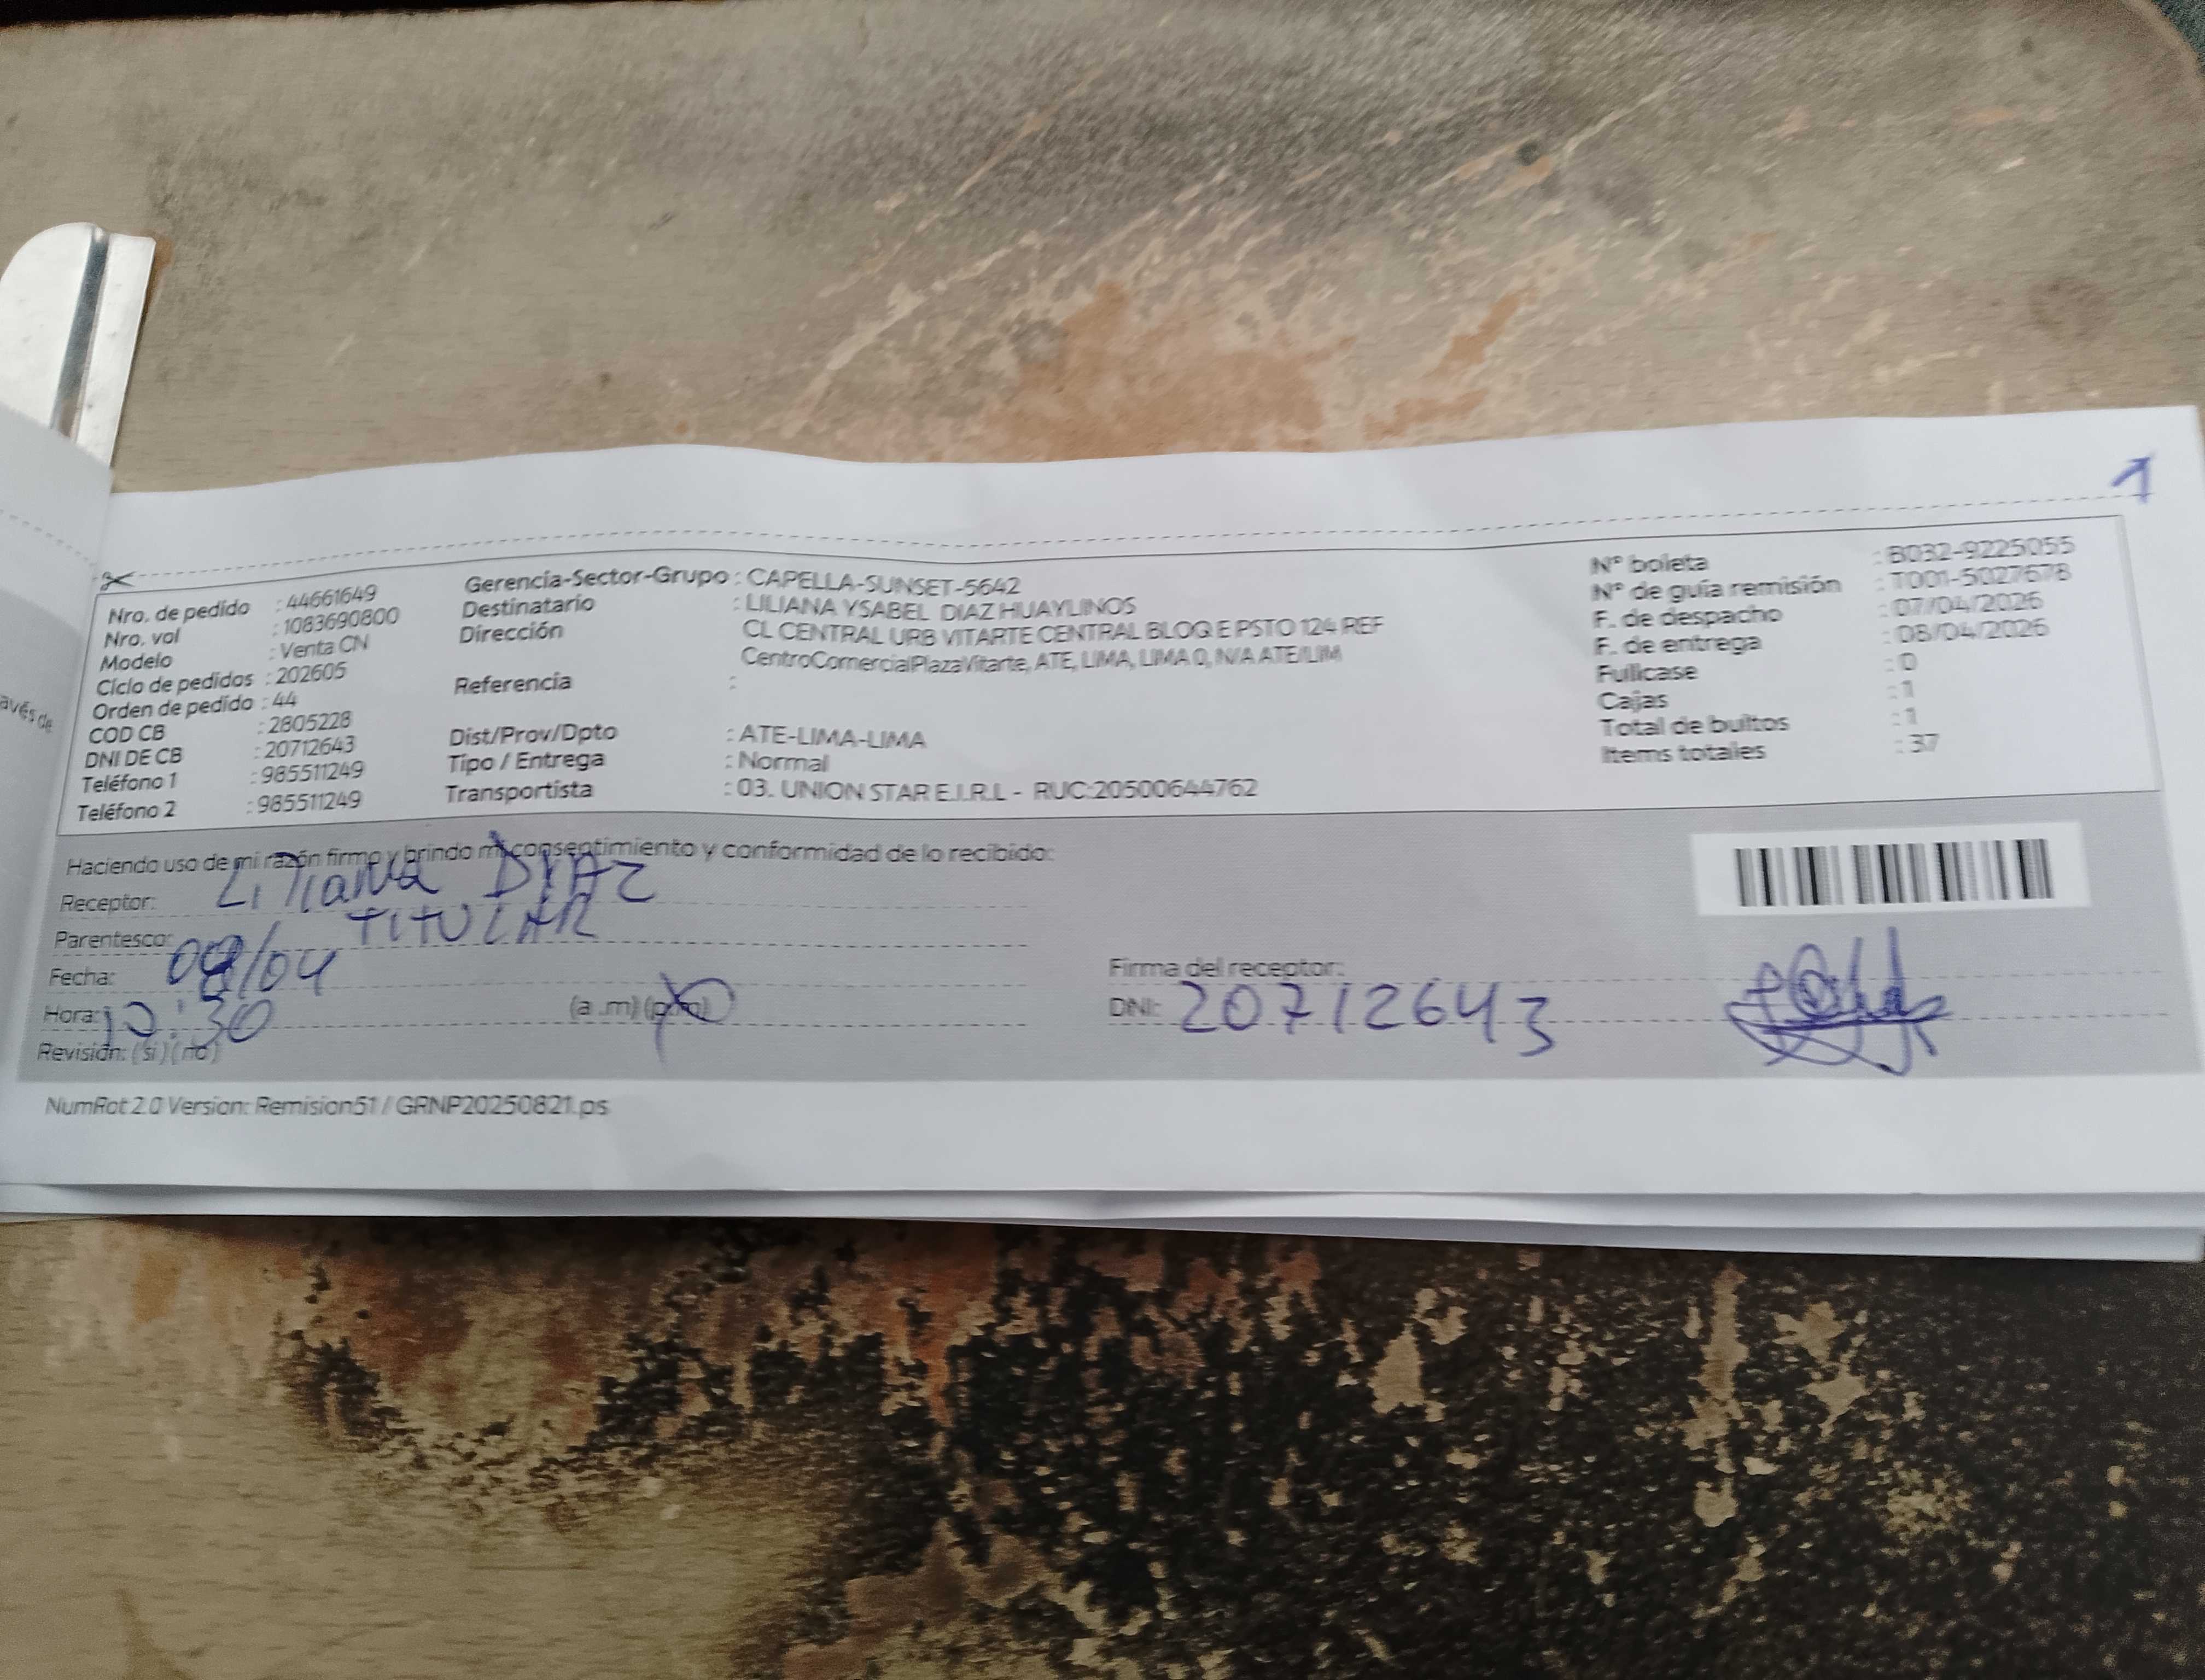 1
Nro. de pedido : 44661649
Nro. vol : 1083690800
Modelo : Venta CN
Ciclo de pedidos : 202605
Orden de pedido : 44
COD CB : 2805228
DNI DE CB : 20712643
Teléfono 1 : 985511249
Teléfono 2 : 985511249
Gerencia-Sector-Grupo : CAPELLA-SUNSET-5642
Destinatario : LILIANA YSABEL DIAZ HUAYLINOS
Dirección CL CENTRAL URB VITARTE CENTRAL BLOQ E PSTO 124 REF
CentroComercialPlazaVitarte, ATE, LIMA, LIMA 0, N/A ATE/LIM
Referencia :
Dist/Prov/Dpto : ATE-LIMA-LIMA
Tipo / Entrega : Normal
Transportista : 03. UNION STAR E.I.R.L - RUC:20500644762
N° boleta : B032-9225055
N° de guía remisión : T001-5027678
F. de despacho : 07/04/2026
F. de entrega : 08/04/2026
Fullcase : 0
Cajas : 1
Total de bultos : 1
Items totales : 37
avés de
Haciendo uso de mi razón firmo y brindo mi consentimiento y conformidad de lo recibido:
Receptor: LILIANA DIAZ
Parentesco: TITULAR
Fecha: /04
Hora: :30 (a .m) (p.m)
Revisión: (si) (no)
Firma del receptor:
DNI: 20712643
NumRot 2.0 Version: Remision51 / GRNP20250821.ps